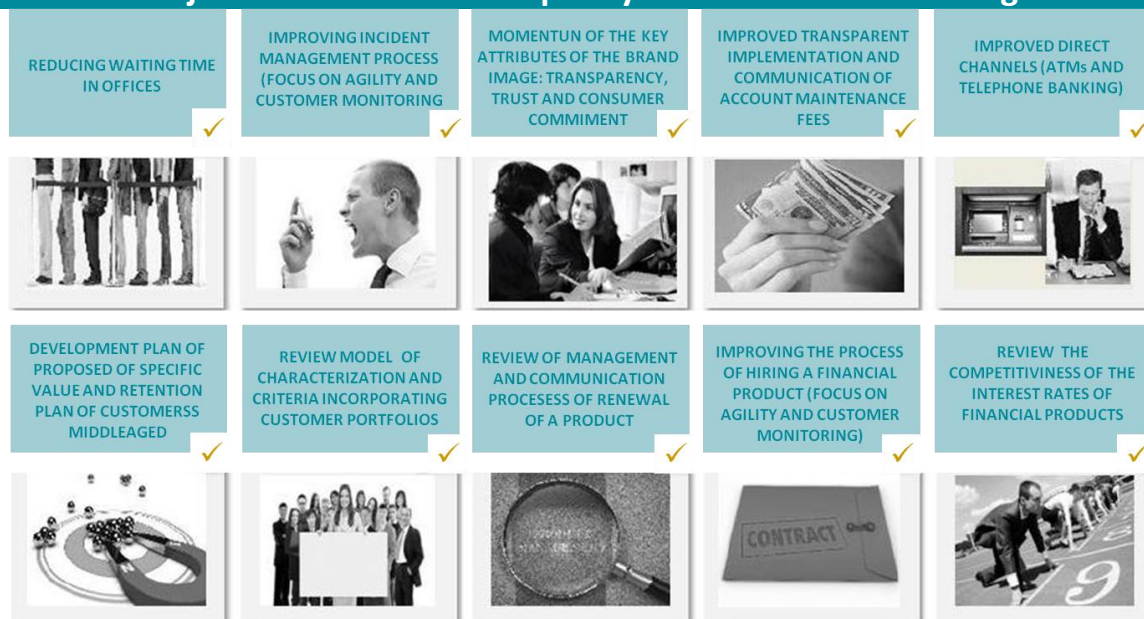 REDUCING WAITING TIME
IN OFFICES
IMPROVING INCIDENT
MANAGEMENT PROCESS
(FOCUS ON AGILITY AND
CUSTOMER MONITORING
MOMENTUN OF THE KEY
ATTRIBUTES OF THE BRAND
IMAGE: TRANSPARENCY,
TRUST AND CONSUMER
COMMIMENT
IMPROVED TRANSPARENT
IMPLEMENTATION AND
COMMUNICATION OF
ACCOUNT MAINTENANCE
FEES
IMPROVED DIRECT
CHANNELS (ATMs AND
TELEPHONE BANKING)
DEVELOPMENT PLAN OF
PROPOSED OF SPECIFIC
VALUE AND RETENTION
PLAN OF CUSTOMERSS
MIDDLEAGED
REVIEW MODEL OF
CHARACTERIZATION AND
CRITERIA INCORPORATING
CUSTOMER PORTFOLIOS
REVIEW OF MANAGEMENT
AND COMMUNICATION
PROCESESS OF RENEWAL
OF A PRODUCT
IMPROVING THE PROCESS
OF HIRING A FINANCIAL
PRODUCT (FOCUS ON
AGILITY AND CUSTOMER
MONITORING)
REVIEW THE
COMPETITIVINESS OF THE
INTEREST RATES OF
FINANCIAL PRODUCTS
CONTRACT
9